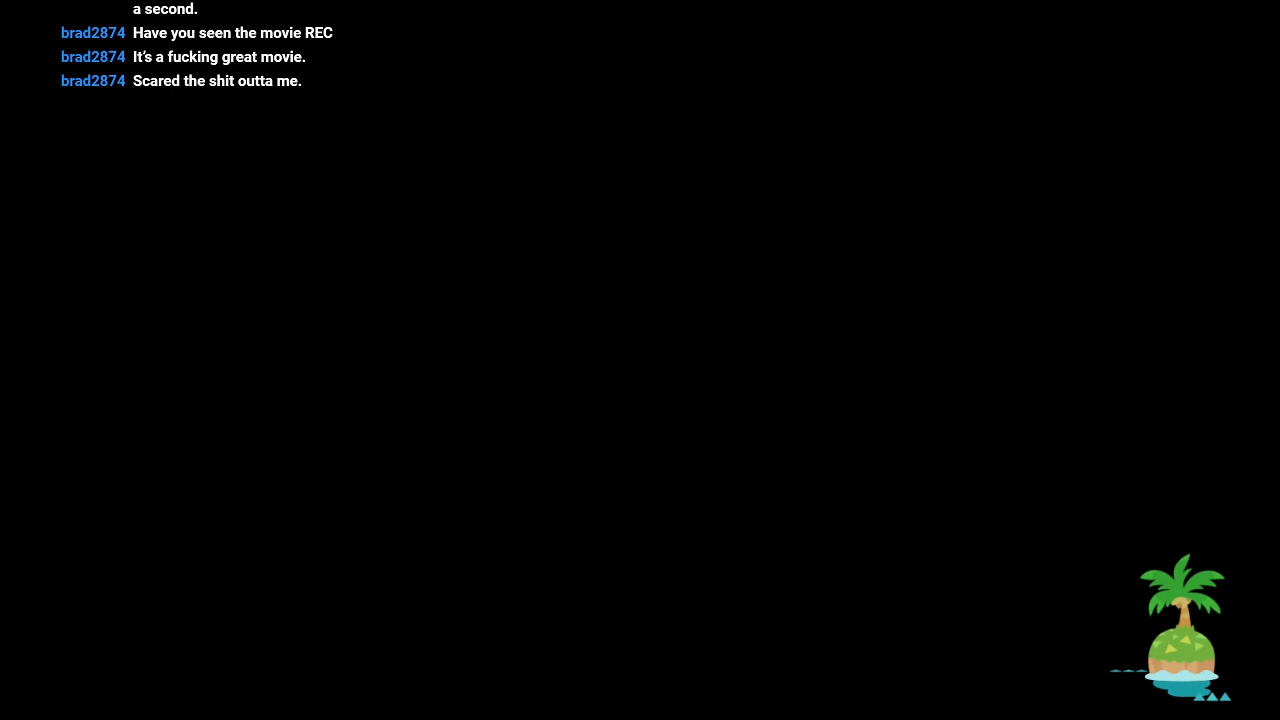 a second.
brad2874 Have you seen the movie REC
brad2874 It’s a fucking great movie.
brad2874 Scared the shit outta me.